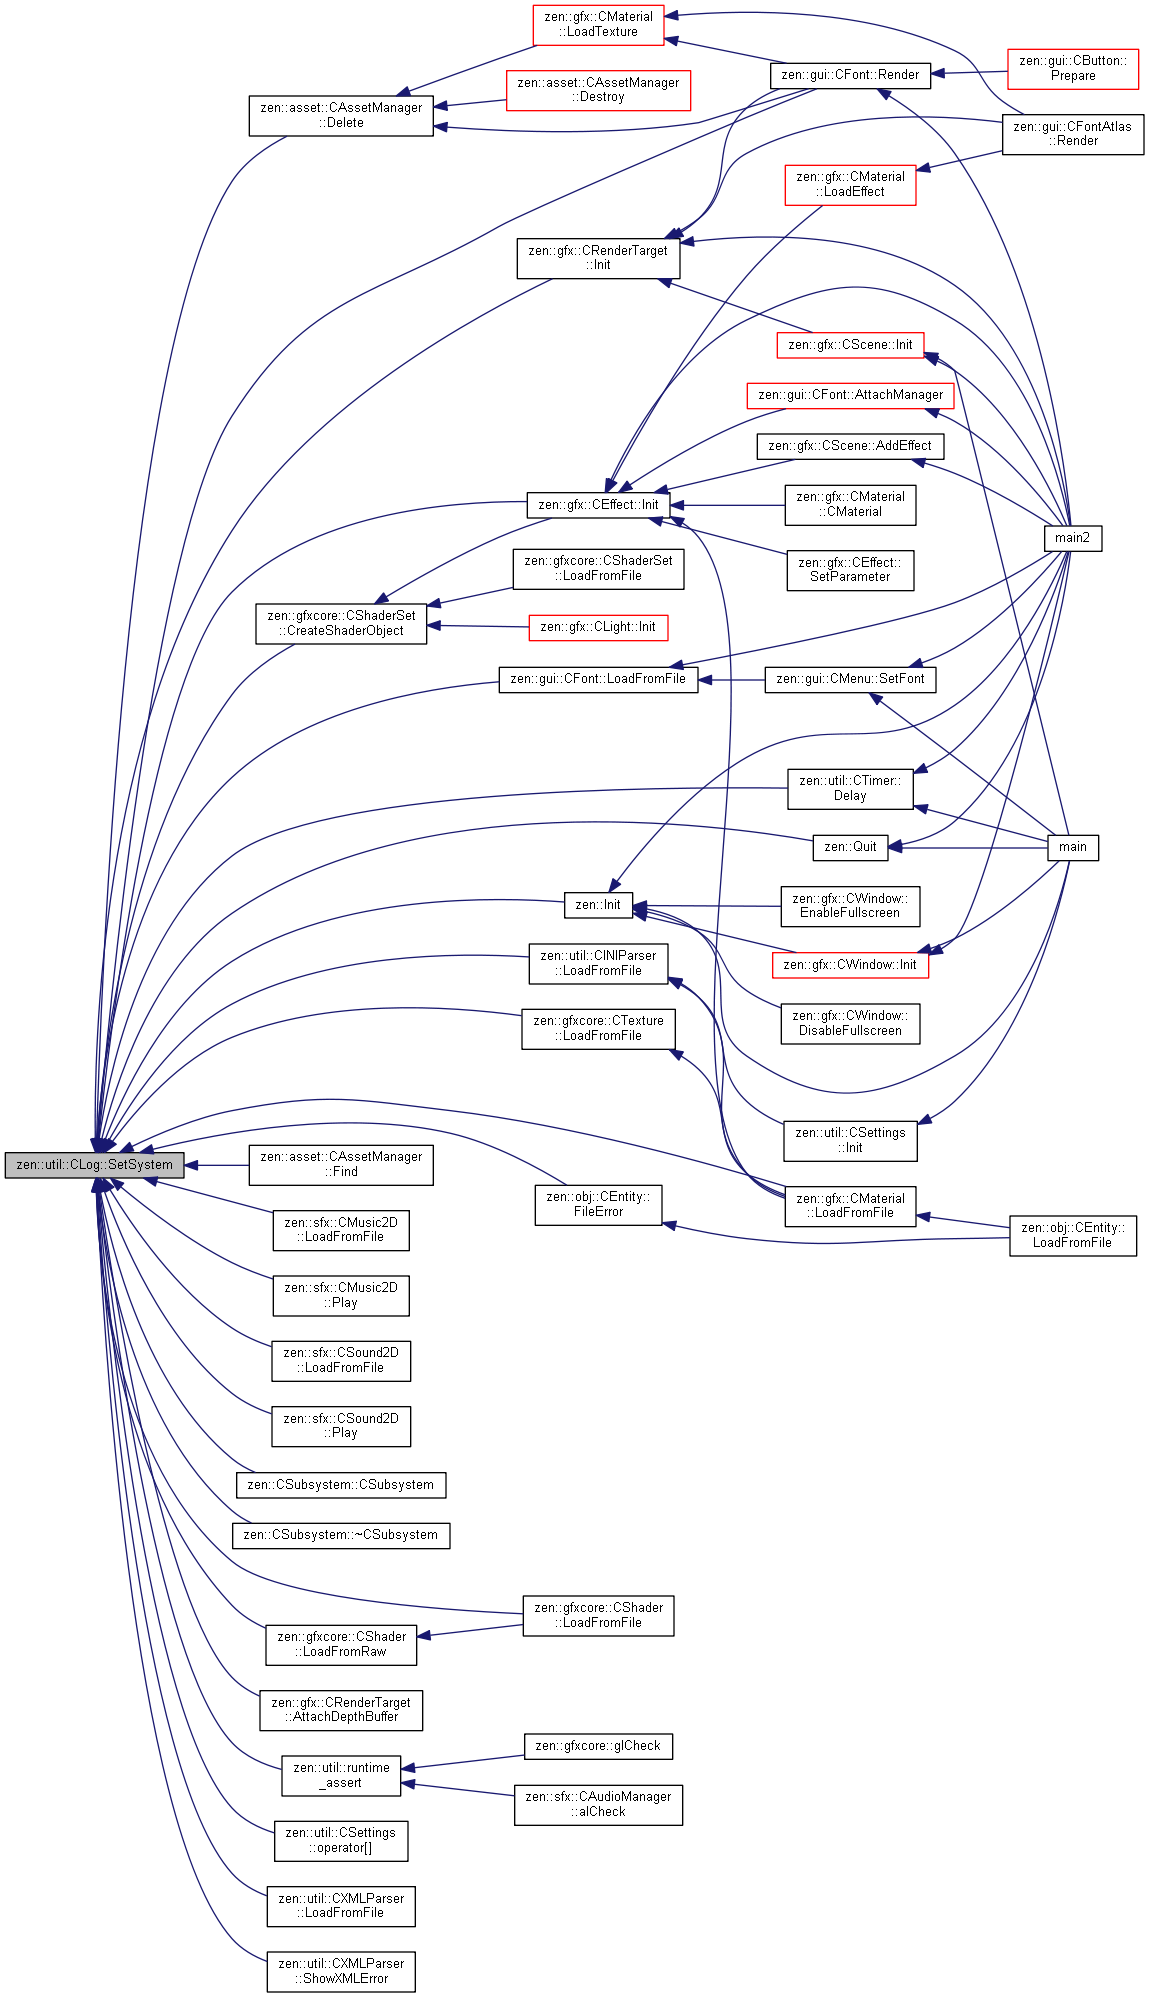 zen::gfx::CMaterial
::LoadTexture
zen::gui::CButton::
Prepare
zen::gui::CFont::Render
zen::asset::CAssetManager
::Destroy
zen::asset::CAssetManager
::Delete
zen::gui::CFontAtlas
::Render
zen::gfx::CMaterial
::LoadEffect
zen::gfx::CRenderTarget
::Init
zen::gfx::CScene::Init
zen::gui::CFont::AttachManager
zen::gfx::CScene::AddEffect
zen::gfx::CEffect::Init
zen::gfx::CMaterial
::CMaterial
main2
zen::gfxcore::CShaderSet
::LoadFromFile
zen::gfx::CEffect::
SetParameter
zen::gfxcore::CShaderSet
::CreateShaderObject
zen::gfx::CLight::Init
zen::gui::CFont::LoadFromFile
zen::gui::CMenu::SetFont
zen::util::CTimer::
Delay
zen::Quit
main
zen::Init
zen::gfx::CWindow::
EnableFullscreen
zen::util::CINIParser
::LoadFromFile
zen::gfx::CWindow::Init
zen::gfxcore::CTexture
::LoadFromFile
zen::gfx::CWindow::
DisableFullscreen
zen::util::CSettings
::Init
zen::util::CLog::SetSystem
zen::asset::CAssetManager
::Find
zen::obj::CEntity::
FileError
zen::gfx::CMaterial
::LoadFromFile
zen::obj::CEntity::
LoadFromFile
zen::sfx::CMusic2D
::LoadFromFile
zen::sfx::CMusic2D
::Play
zen::sfx::CSound2D
::LoadFromFile
zen::sfx::CSound2D
::Play
zen::CSubsystem::CSubsystem
zen::CSubsystem::~CSubsystem
zen::gfxcore::CShader
::LoadFromFile
zen::gfxcore::CShader
::LoadFromRaw
zen::gfx::CRenderTarget
::AttachDepthBuffer
zen::gfxcore::glCheck
zen::util::runtime
_assert
zen::sfx::CAudioManager
::alCheck
zen::util::CSettings
::operator[]
zen::util::CXMLParser
::LoadFromFile
zen::util::CXMLParser
::ShowXMLError